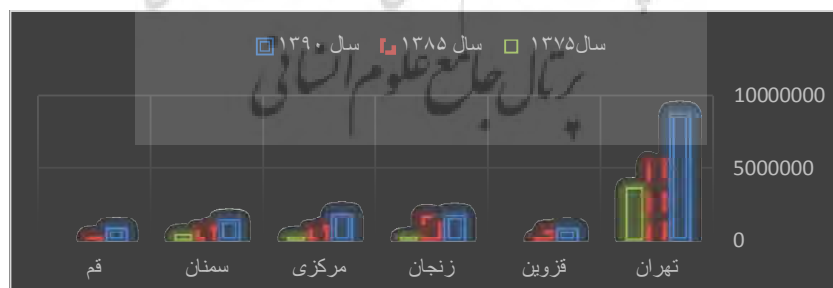 سال۱۳۷۵ سال ۱۳۸۵ سال ۱۳۹۰
پرتال جامع علوم انسانی
10000000
5000000
0
تهران قزوین زنجان مرکزی سمنان قم